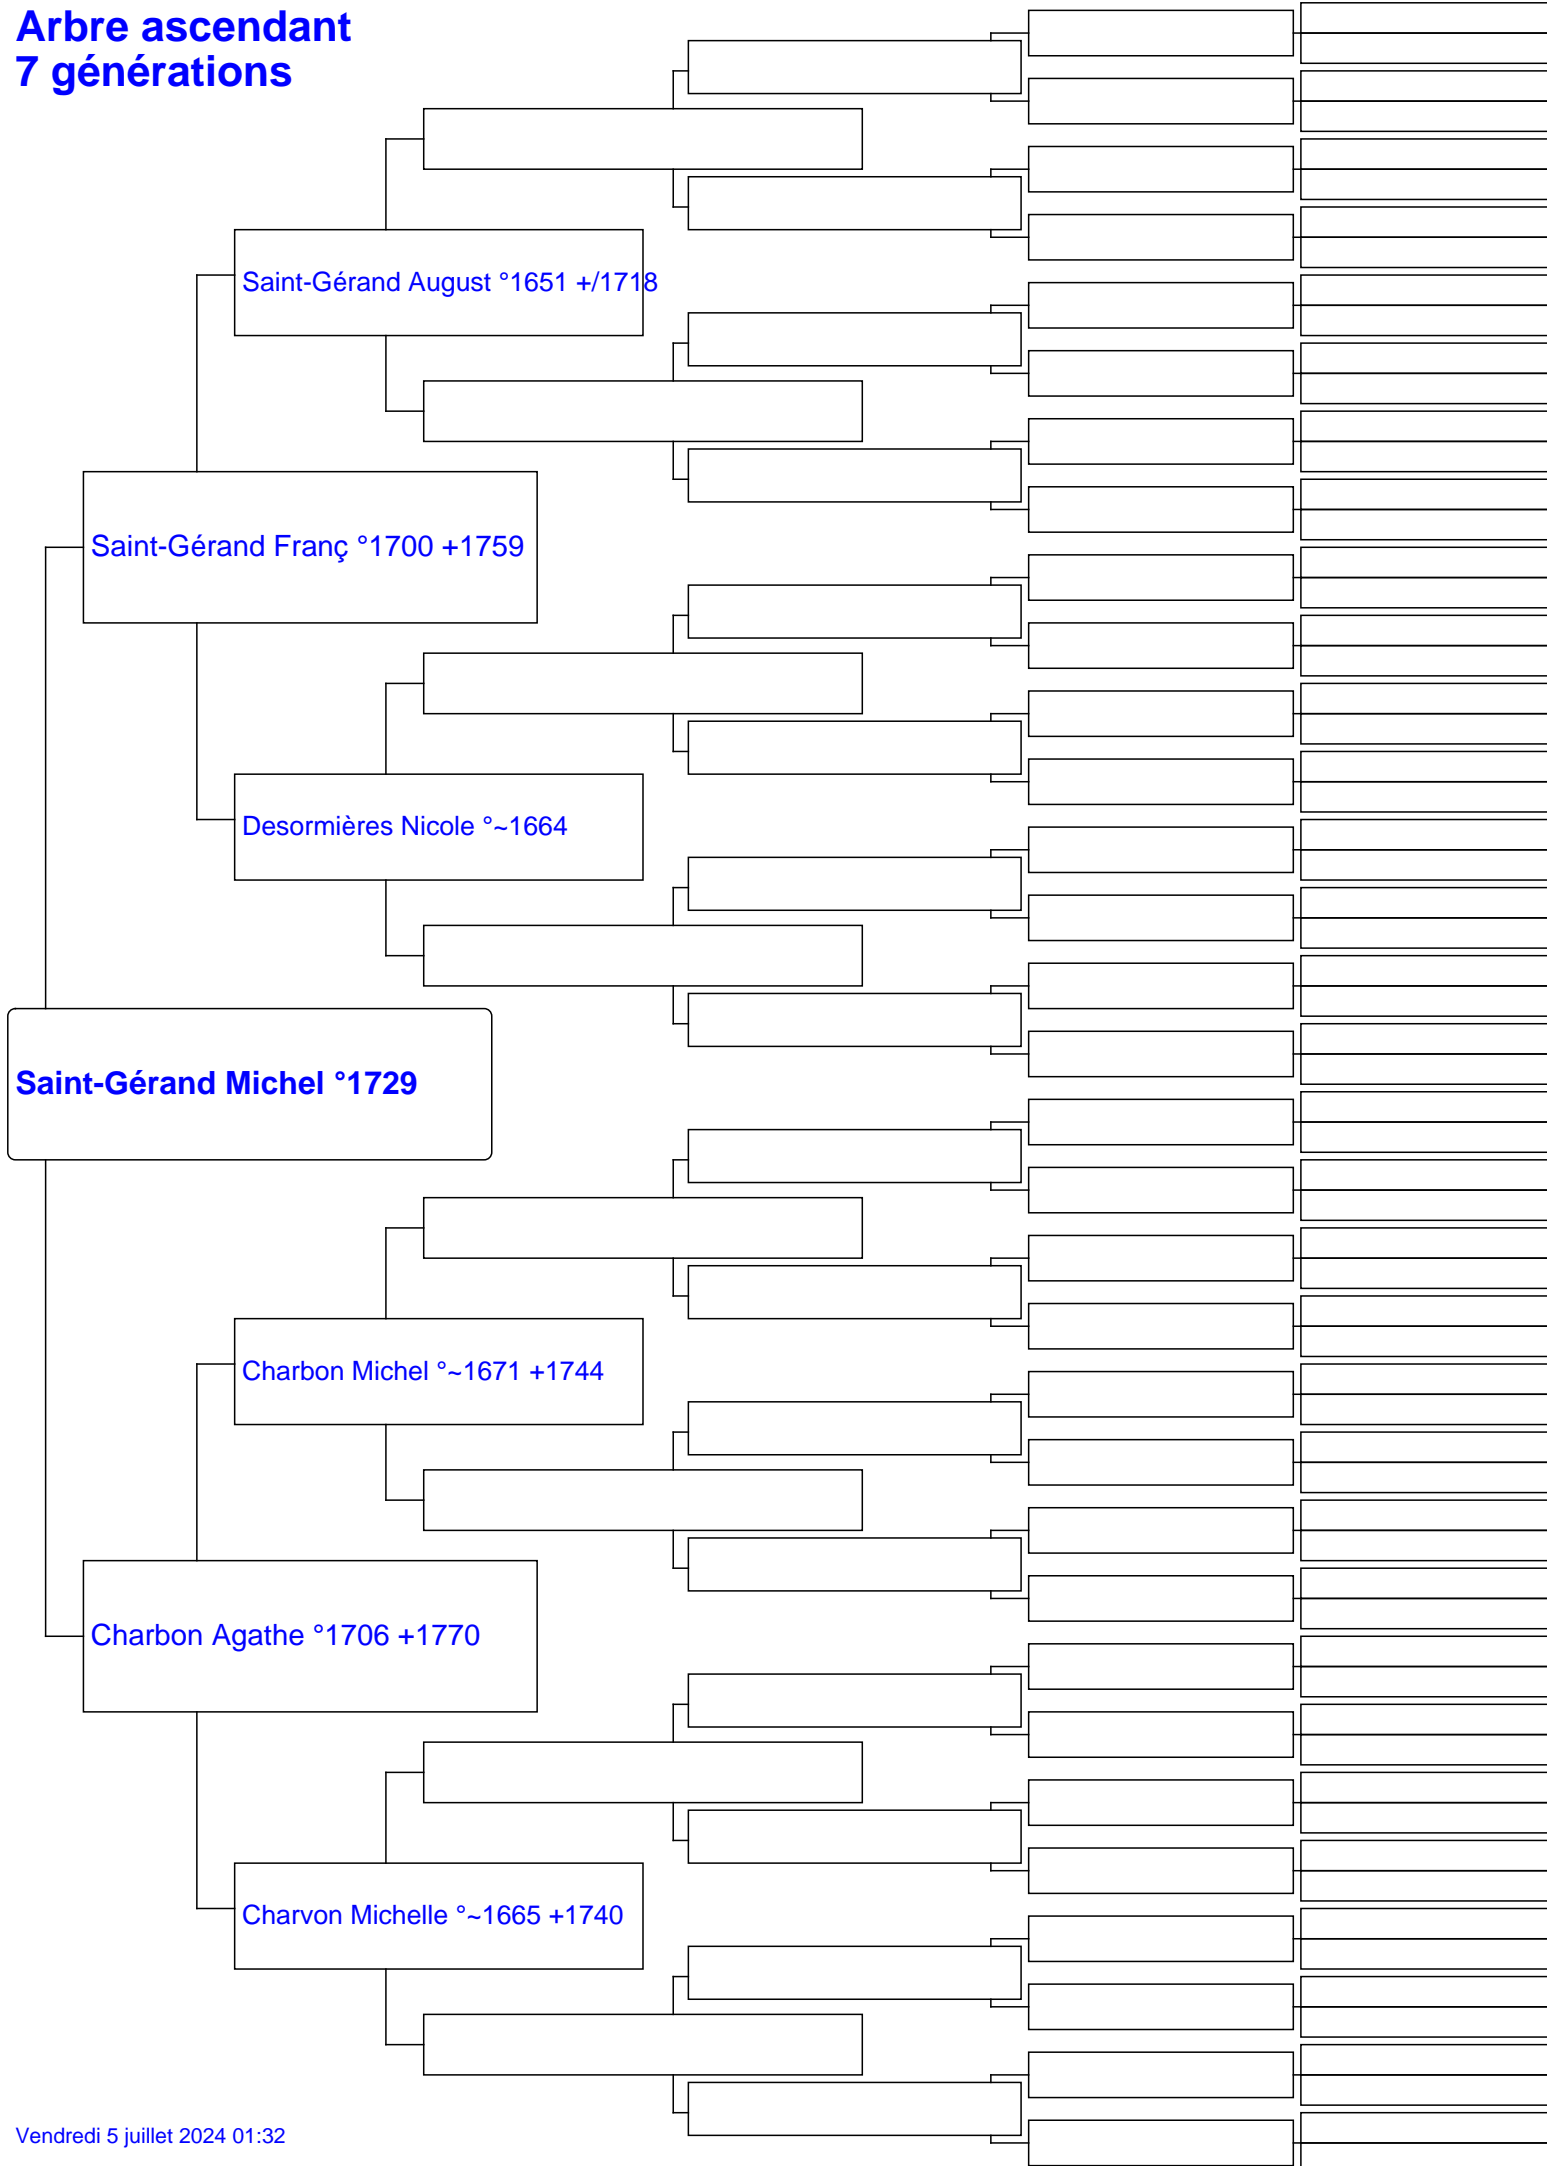 Arbre ascendant
7 générations
Saint-Gérand August °1651 +/1718
Saint-Gérand Franç °1700 +1759
Desormières Nicole °~1664
Saint-Gérand Michel °1729
Charbon Michel °~1671 +1744
Charbon Agathe °1706 +1770
Charvon Michelle °~1665 +1740
Vendredi 5 juillet 2024 01:32